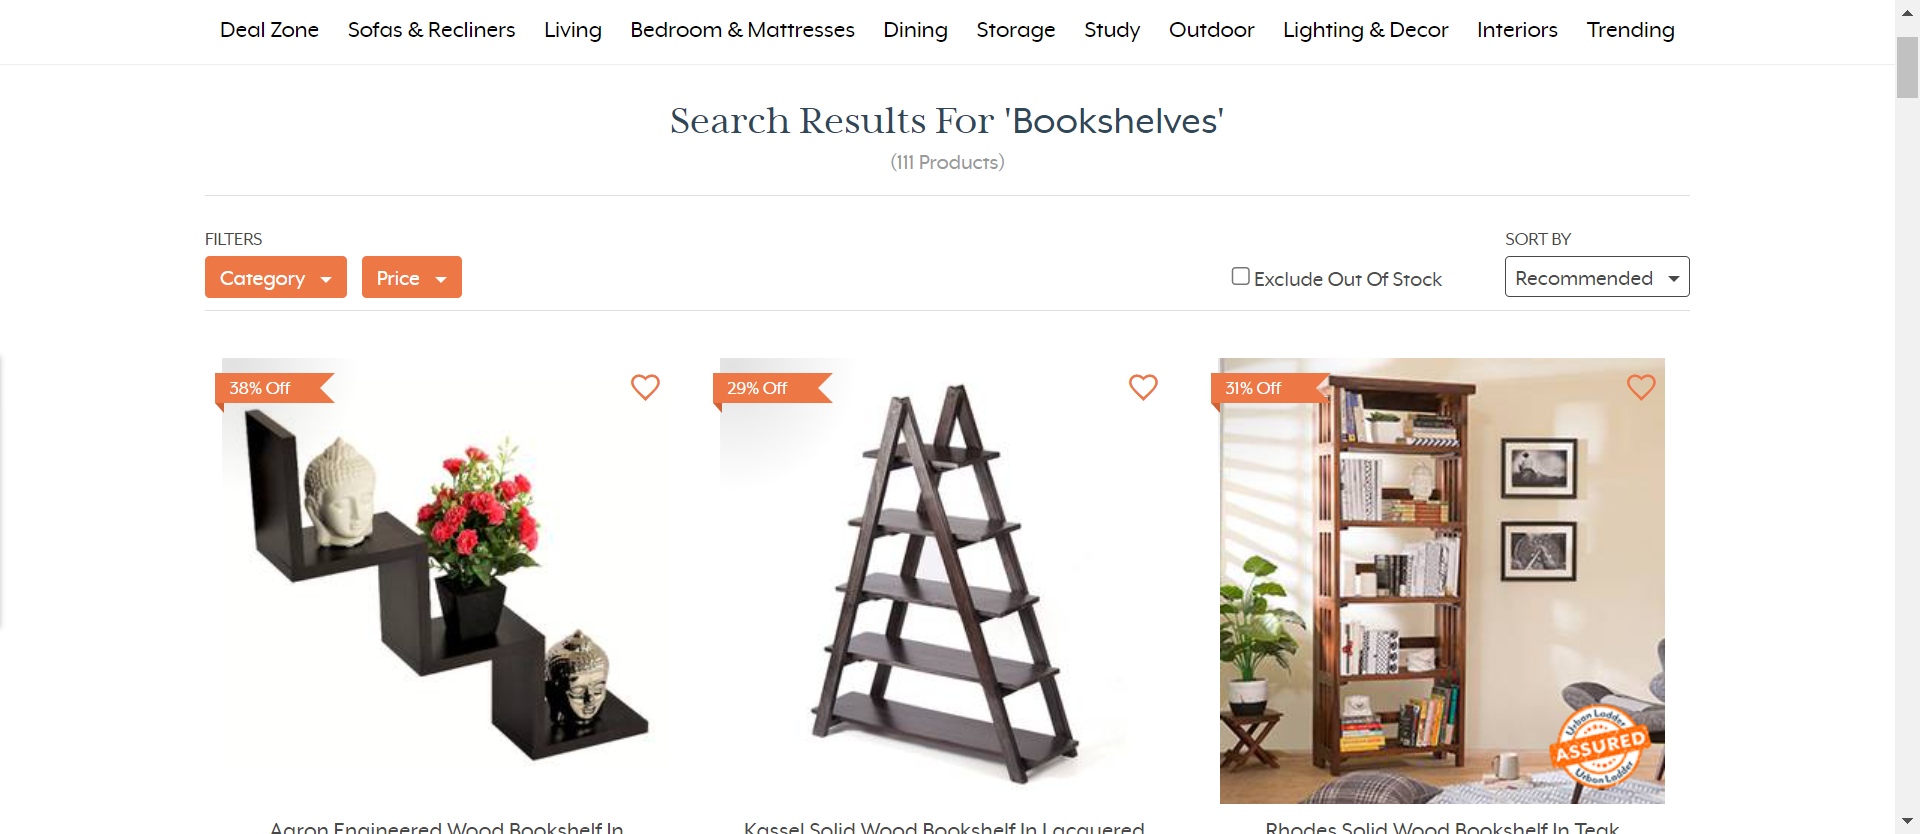 Deal Zone Sofas & Recliners Living Bedroom & Mattresses Dining Storage Study Outdoor Lighting & Decor Interiors Trending
Search Results For 'Bookshelves'
(111 Products)
FILTERS
SORT BY
Category Price
Exclude Out Of Stock
Recommended
38% Off
29% Off
31% Off
Urban Ladder
ASSURED
Urban Ladder
Aaron Engineered Wood Bookshelf In
Kassel Solid Wood Bookshelf In Lacquered
Rhodes Solid Wood Bookshelf In Teak